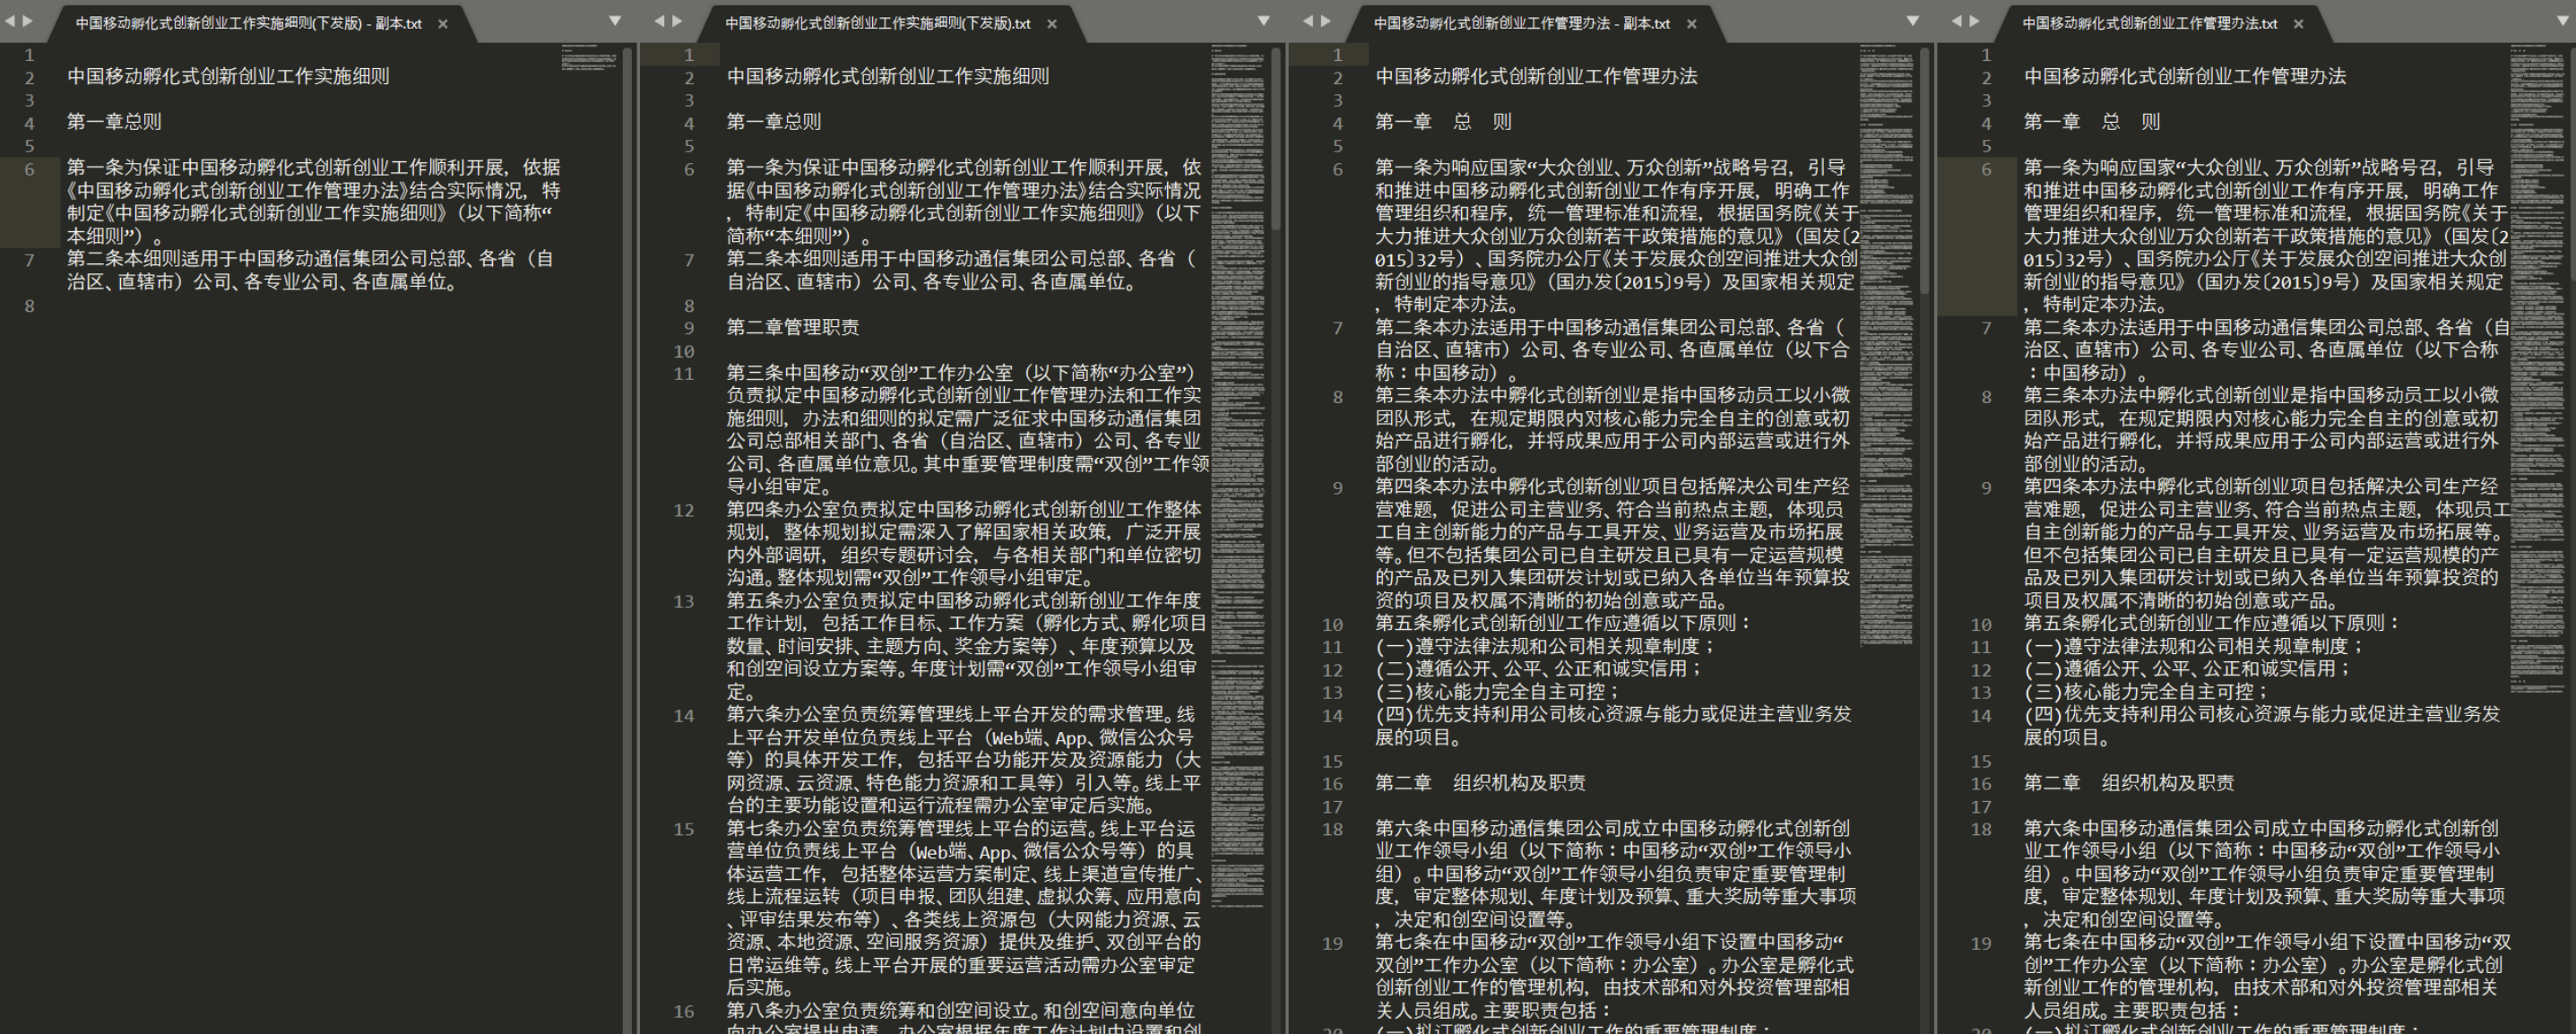 中国移动孵化式创新创业工作实施细则(下发版) - 副本.txt ×
1
2 中国移动孵化式创新创业工作实施细则
3
4 第一章总则
5
6 第一条为保证中国移动孵化式创新创业工作顺利开展，依据
《中国移动孵化式创新创业工作管理办法》结合实际情况，特
制定《中国移动孵化式创新创业工作实施细则》（以下简称“
本细则”）。
7 第二条本细则适用于中国移动通信集团公司总部、各省（自
治区、直辖市）公司、各专业公司、各直属单位。
8
中国移动孵化式创新创业工作实施细则(下发版).txt ×
1
2 中国移动孵化式创新创业工作实施细则
3
4 第一章总则
5
6 第一条为保证中国移动孵化式创新创业工作顺利开展，依
据《中国移动孵化式创新创业工作管理办法》结合实际情况
，特制定《中国移动孵化式创新创业工作实施细则》（以下
简称“本细则”）。
7 第二条本细则适用于中国移动通信集团公司总部、各省（
自治区、直辖市）公司、各专业公司、各直属单位。
8
9 第二章管理职责
10
11 第三条中国移动“双创”工作办公室（以下简称“办公室”）
负责拟定中国移动孵化式创新创业工作管理办法和工作实
施细则，办法和细则的拟定需广泛征求中国移动通信集团
公司总部相关部门、各省（自治区、直辖市）公司、各专业
公司、各直属单位意见。其中重要管理制度需“双创”工作领
导小组审定。
12 第四条办公室负责拟定中国移动孵化式创新创业工作整体
规划，整体规划拟定需深入了解国家相关政策，广泛开展
内外部调研，组织专题研讨会，与各相关部门和单位密切
沟通。整体规划需“双创”工作领导小组审定。
13 第五条办公室负责拟定中国移动孵化式创新创业工作年度
工作计划，包括工作目标、工作方案（孵化方式、孵化项目
数量、时间安排、主题方向、奖金方案等）、年度预算以及
和创空间设立方案等。年度计划需“双创”工作领导小组审
定。
14 第六条办公室负责统筹管理线上平台开发的需求管理。线
上平台开发单位负责线上平台（Web端、App、微信公众号
等）的具体开发工作，包括平台功能开发及资源能力（大
网资源、云资源、特色能力资源和工具等）引入等。线上平
台的主要功能设置和运行流程需办公室审定后实施。
15 第七条办公室负责统筹管理线上平台的运营。线上平台运
营单位负责线上平台（Web端、App、微信公众号等）的具
体运营工作，包括整体运营方案制定、线上渠道宣传推广、
线上流程运转（项目申报、团队组建、虚拟众筹、应用意向
、评审结果发布等）、各类线上资源包（大网能力资源、云
资源、本地资源、空间服务资源）提供及维护、双创平台的
日常运维等。线上平台开展的重要运营活动需办公室审定
后实施。
16 第八条办公室负责统筹和创空间设立。和创空间意向单位
向办公室提出申请，办公室根据年度工作计划中设置和创
中国移动孵化式创新创业工作管理办法 - 副本.txt ×
1
2 中国移动孵化式创新创业工作管理办法
3
4 第一章 总 则
5
6 第一条为响应国家“大众创业、万众创新”战略号召，引导
和推进中国移动孵化式创新创业工作有序开展，明确工作
管理组织和程序，统一管理标准和流程，根据国务院《关于
大力推进大众创业万众创新若干政策措施的意见》（国发〔2
015〕32号）、国务院办公厅《关于发展众创空间推进大众创
新创业的指导意见》（国办发〔2015〕9号）及国家相关规定
，特制定本办法。
7 第二条本办法适用于中国移动通信集团公司总部、各省（
自治区、直辖市）公司、各专业公司、各直属单位（以下合
称：中国移动）。
8 第三条本办法中孵化式创新创业是指中国移动员工以小微
团队形式，在规定期限内对核心能力完全自主的创意或初
始产品进行孵化，并将成果应用于公司内部运营或进行外
部创业的活动。
9 第四条本办法中孵化式创新创业项目包括解决公司生产经
营难题，促进公司主营业务、符合当前热点主题，体现员
工自主创新能力的产品与工具开发、业务运营及市场拓展
等。但不包括集团公司已自主研发且已具有一定运营规模
的产品及已列入集团研发计划或已纳入各单位当年预算投
资的项目及权属不清晰的初始创意或产品。
10 第五条孵化式创新创业工作应遵循以下原则：
11 (一)遵守法律法规和公司相关规章制度；
12 (二)遵循公开、公平、公正和诚实信用；
13 (三)核心能力完全自主可控；
14 (四)优先支持利用公司核心资源与能力或促进主营业务发
展的项目。
15
16 第二章 组织机构及职责
17
18 第六条中国移动通信集团公司成立中国移动孵化式创新创
业工作领导小组（以下简称：中国移动“双创”工作领导小
组）。中国移动“双创”工作领导小组负责审定重要管理制
度，审定整体规划、年度计划及预算、重大奖励等重大事项
，决定和创空间设置等。
19 第七条在中国移动“双创”工作领导小组下设置中国移动“
双创”工作办公室（以下简称：办公室）。办公室是孵化式
创新创业工作的管理机构，由技术部和对外投资管理部相
关人员组成。主要职责包括：
20 (一)拟订孵化式创新创业工作的重要管理制度；
中国移动孵化式创新创业工作管理办法.txt ×
1
2 中国移动孵化式创新创业工作管理办法
3
4 第一章 总 则
5
6 第一条为响应国家“大众创业、万众创新”战略号召，引导
和推进中国移动孵化式创新创业工作有序开展，明确工作
管理组织和程序，统一管理标准和流程，根据国务院《关于
大力推进大众创业万众创新若干政策措施的意见》（国发〔2
015〕32号）、国务院办公厅《关于发展众创空间推进大众创
新创业的指导意见》（国办发〔2015〕9号）及国家相关规定
，特制定本办法。
7 第二条本办法适用于中国移动通信集团公司总部、各省（自
治区、直辖市）公司、各专业公司、各直属单位（以下合称
：中国移动）。
8 第三条本办法中孵化式创新创业是指中国移动员工以小微
团队形式，在规定期限内对核心能力完全自主的创意或初
始产品进行孵化，并将成果应用于公司内部运营或进行外
部创业的活动。
9 第四条本办法中孵化式创新创业项目包括解决公司生产经
营难题，促进公司主营业务、符合当前热点主题，体现员工
自主创新能力的产品与工具开发、业务运营及市场拓展等。
但不包括集团公司已自主研发且已具有一定运营规模的产
品及已列入集团研发计划或已纳入各单位当年预算投资的
项目及权属不清晰的初始创意或产品。
10 第五条孵化式创新创业工作应遵循以下原则：
11 (一)遵守法律法规和公司相关规章制度；
12 (二)遵循公开、公平、公正和诚实信用；
13 (三)核心能力完全自主可控；
14 (四)优先支持利用公司核心资源与能力或促进主营业务发
展的项目。
15
16 第二章 组织机构及职责
17
18 第六条中国移动通信集团公司成立中国移动孵化式创新创
业工作领导小组（以下简称：中国移动“双创”工作领导小
组）。中国移动“双创”工作领导小组负责审定重要管理制
度，审定整体规划、年度计划及预算、重大奖励等重大事项
，决定和创空间设置等。
19 第七条在中国移动“双创”工作领导小组下设置中国移动“双
创”工作办公室（以下简称：办公室）。办公室是孵化式创
新创业工作的管理机构，由技术部和对外投资管理部相关
人员组成。主要职责包括：
20 (一)拟订孵化式创新创业工作的重要管理制度；